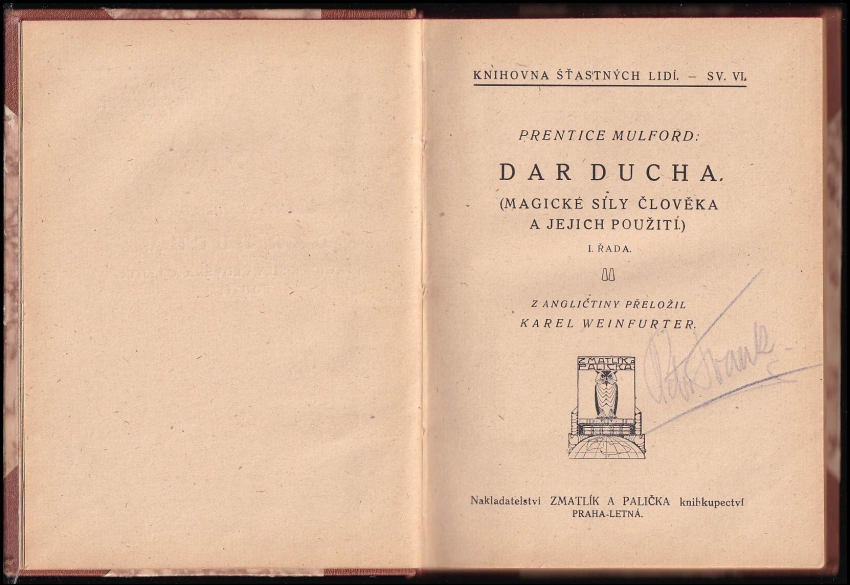 KNIHOVNA ŠŤASTNÝCH LIDÍ. — SV. VI.
PRENTICE MULFORD:
DAR DUCHA.
(MAGICKÉ SÍLY ČLOVĚKA
A JEJICH POUŽITÍ.)
I. ŘADA.
Z ANGLIČTINY PŘELOŽIL
KAREL WEINFURTER.
ZMATLÍK a
PALIČKA
Nakladatelství ZMATLÍK A PALIČKA knihkupectví
PRAHA-LETNÁ.